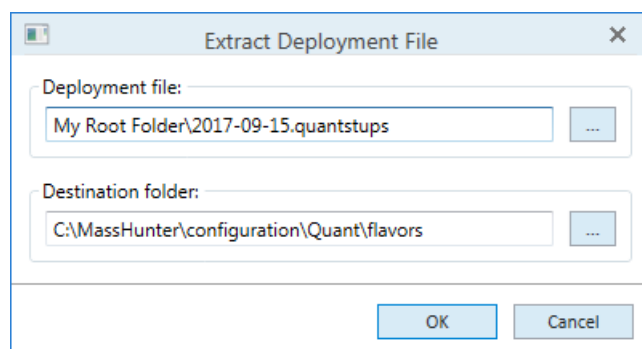 Extract Deployment File
Deployment file:
My Root Folder\2017-09-15.quantstups
...
Destination folder:
C:\MassHunter\configuration\Quant\flavors
...
OK
Cancel